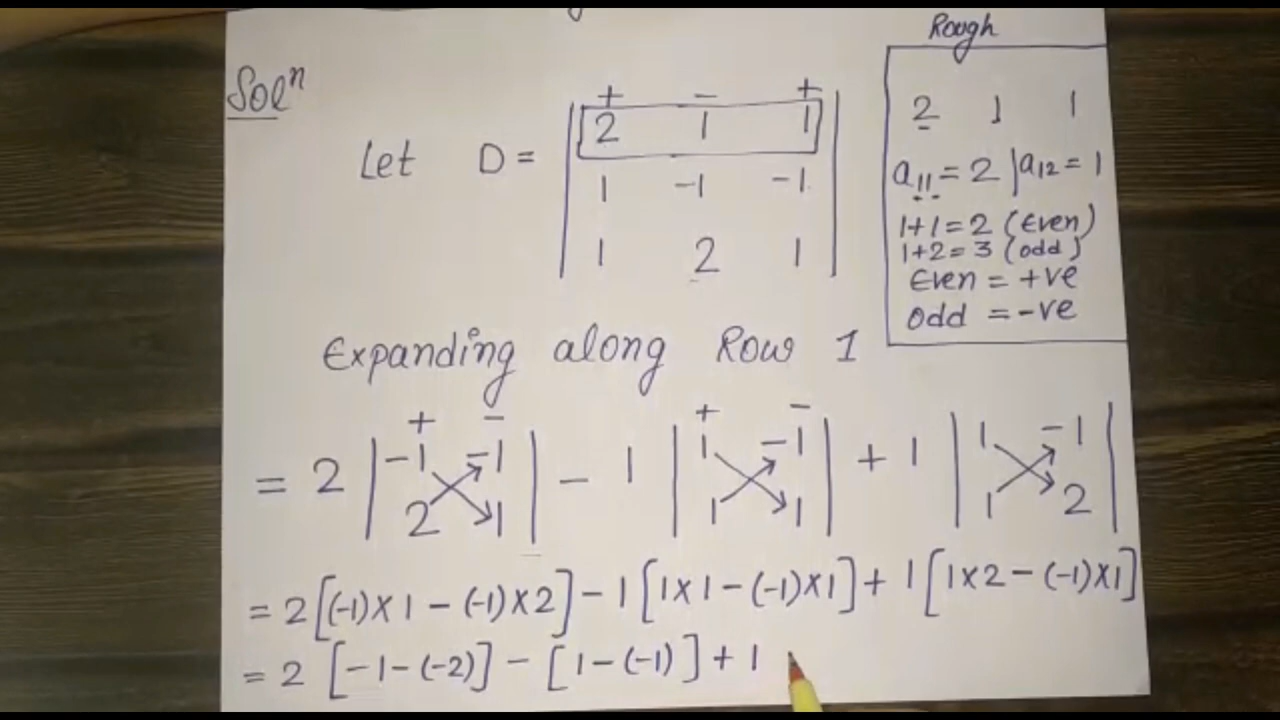 Solⁿ
Let D =
+ - +
2 1 1
1 -1 -1
1 2 1
Rough
2 1 1
a₁₁ = 2 | a₁₂ = 1
1+1=2 (Even)
1+2=3 (odd)
Even = +ve
odd = -ve
Expanding along Row 1
+ - + -
= 2 | -1 -1 | - 1 | 1 -1 | + 1 | 1 -1 |
| 2 1 | | 1 1 | | 1 2 |
= 2 [(-1)×1 - (-1)×2] - 1 [1×1 - (-1)×1] + 1 [1×2 - (-1)×1]
= 2 [-1-(-2)] - [1-(-1)] + 1